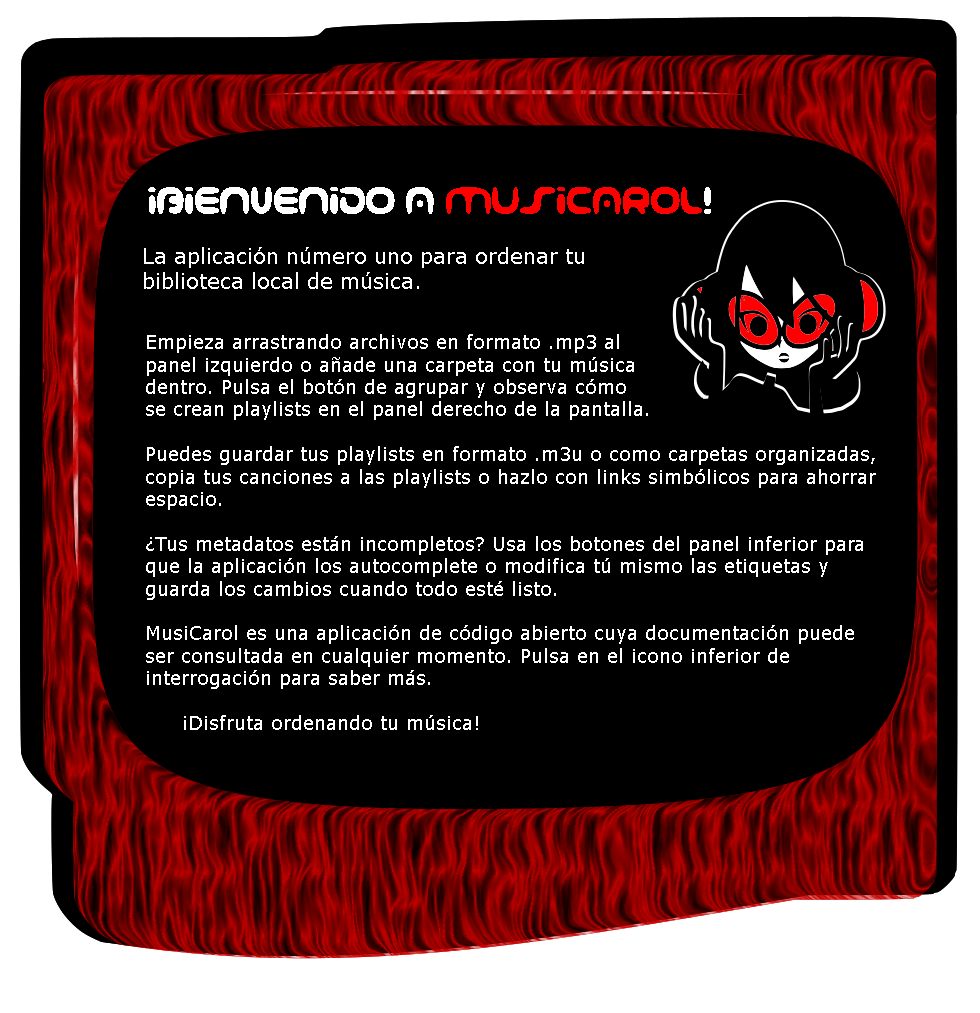 ¡BIENVENIDO A MUSICAROL!
La aplicación número uno para ordenar tu
biblioteca local de música.
Empieza arrastrando archivos en formato .mp3 al
panel izquierdo o añade una carpeta con tu música
dentro. Pulsa el botón de agrupar y observa cómo
se crean playlists en el panel derecho de la pantalla.
Puedes guardar tus playlists en formato .m3u o como carpetas organizadas,
copia tus canciones a las playlists o hazlo con links simbólicos para ahorrar
espacio.
¿Tus metadatos están incompletos? Usa los botones del panel inferior para
que la aplicación los autocomplete o modifica tú mismo las etiquetas y
guarda los cambios cuando todo esté listo.
MusiCarol es una aplicación de código abierto cuya documentación puede
ser consultada en cualquier momento. Pulsa en el icono inferior de
interrogación para saber más.
¡Disfruta ordenando tu música!